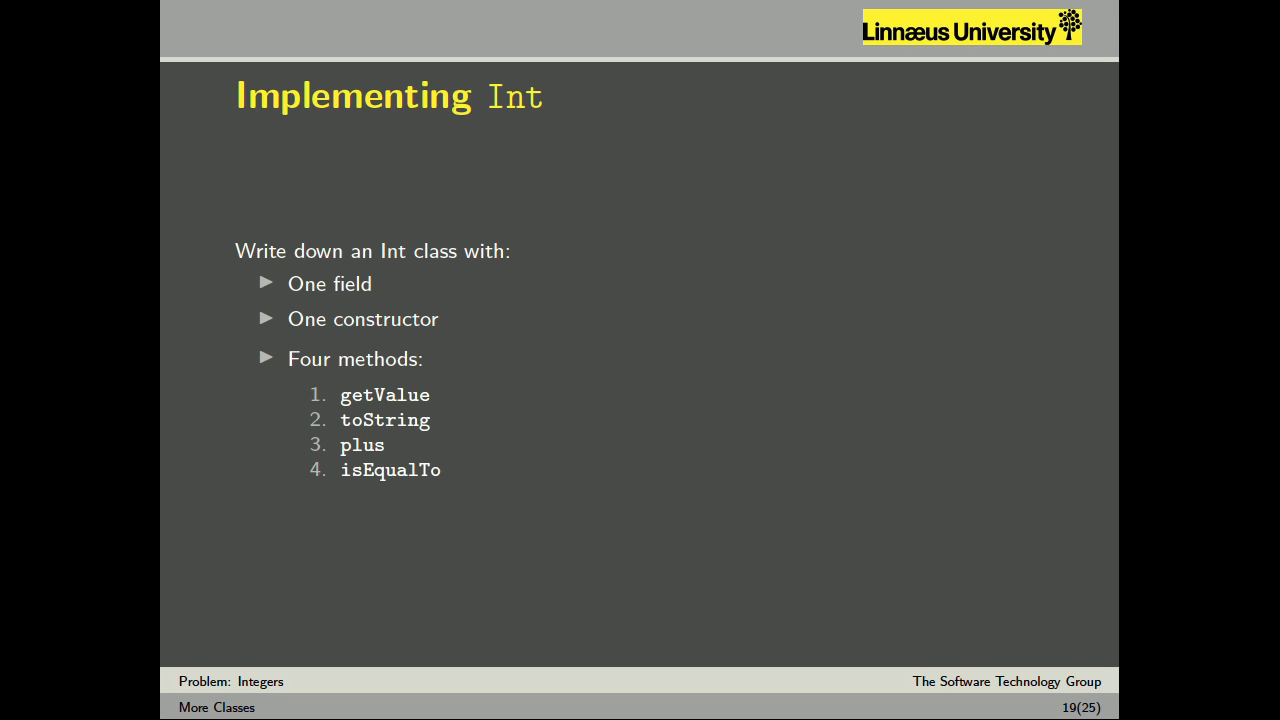 Linnæus University
Implementing Int
Write down an Int class with:
One field
One constructor
Four methods:
1. getValue
2. toString
3. plus
4. isEqualTo
Problem: Integers
The Software Technology Group
More Classes
19(25)